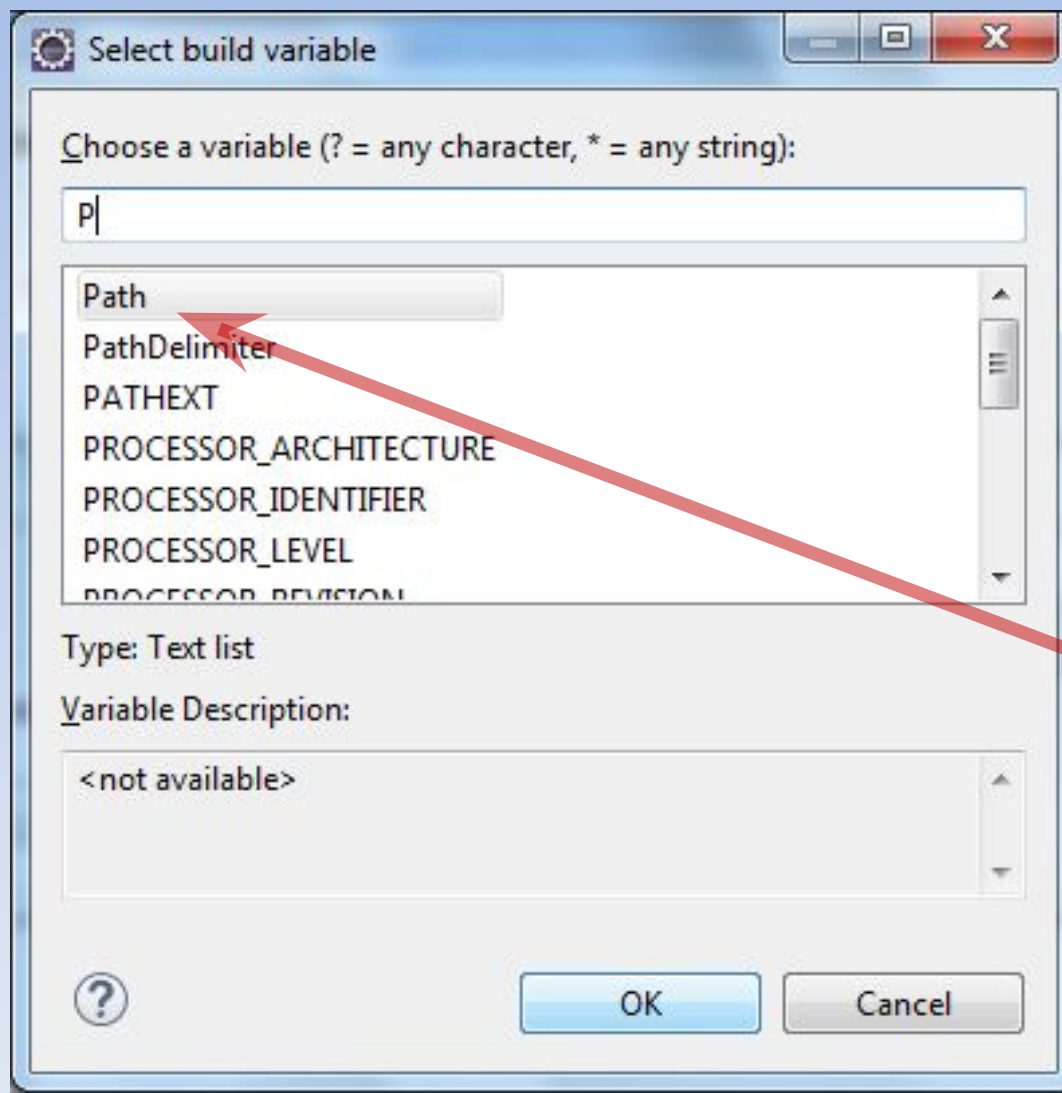 Select build variable
Choose a variable (? = any character, * = any string):
P
Path
PathDelimiter
PATHEXT
PROCESSOR_ARCHITECTURE
PROCESSOR_IDENTIFIER
PROCESSOR_LEVEL
PROCESSOR_REVISION
Type: Text list
Variable Description:
<not available>
?
OK
Cancel